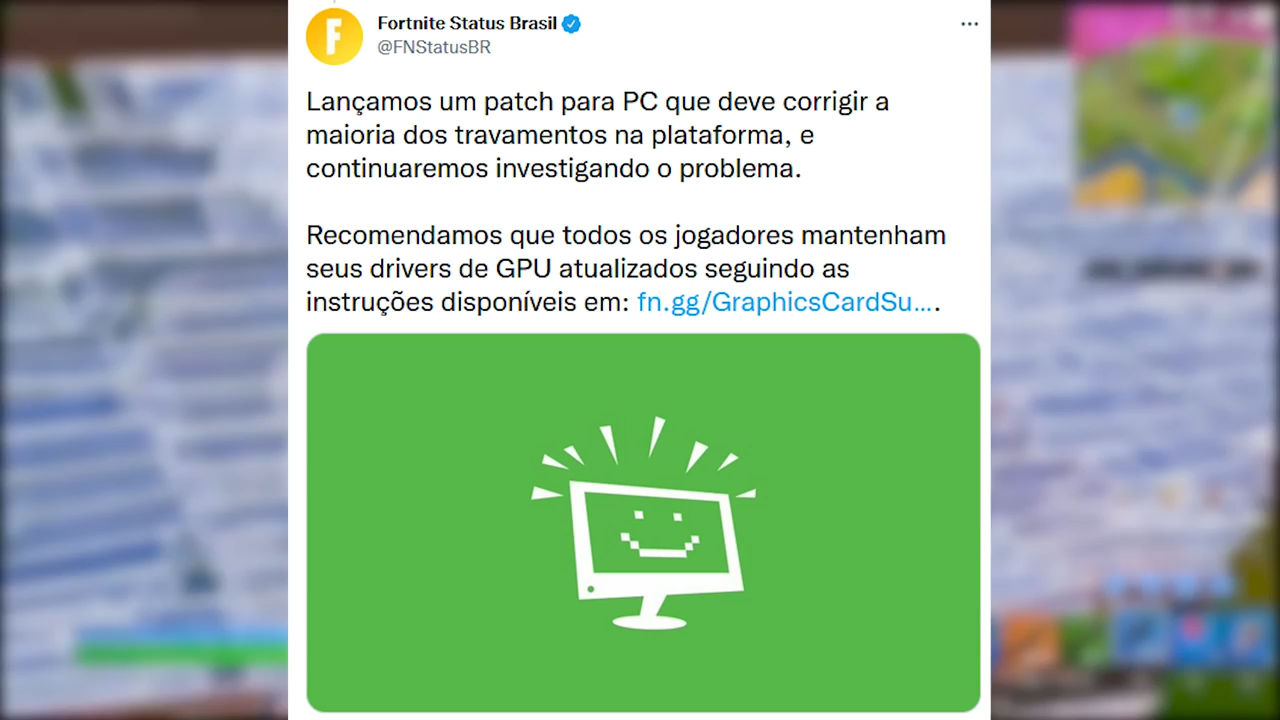 Fortnite Status Brasil
@FNStatusBR
Lançamos um patch para PC que deve corrigir a
maioria dos travamentos na plataforma, e
continuaremos investigando o problema.
Recomendamos que todos os jogadores mantenham
seus drivers de GPU atualizados seguindo as
instruções disponíveis em: fn.gg/GraphicsCardSu... .